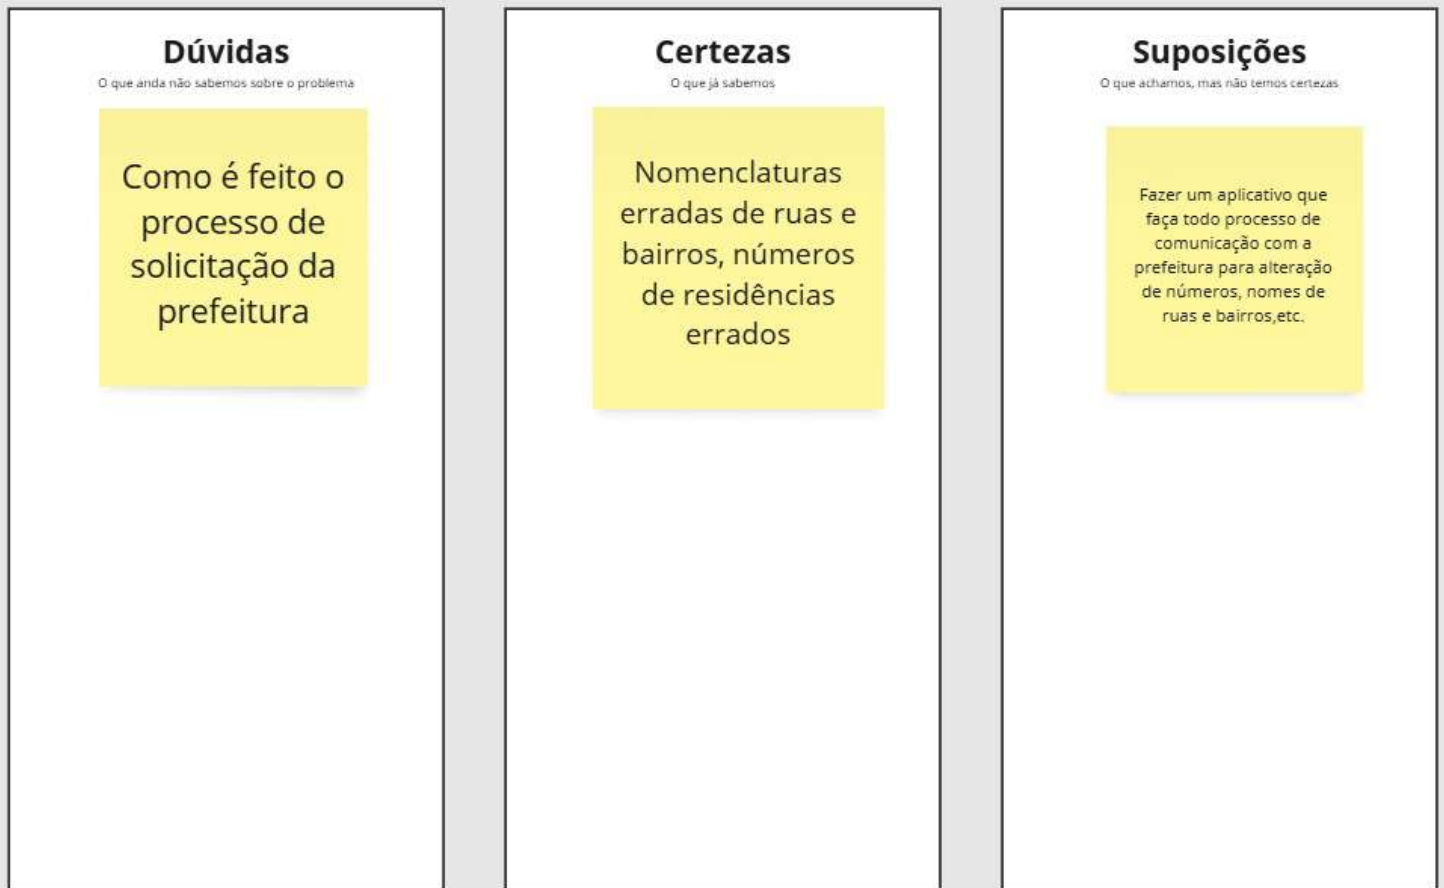 Dúvidas
O que anda não sabemos sobre o problema
Como é feito o
processo de
solicitação da
prefeitura
Certezas
O que já sabemos
Nomenclaturas
erradas de ruas e
bairros, números
de residências
errados
Suposições
O que achamos, mas não temos certezas
Fazer um aplicativo que
faça todo processo de
comunicação com a
prefeitura para alteração
de números, nomes de
ruas e bairros,etc.